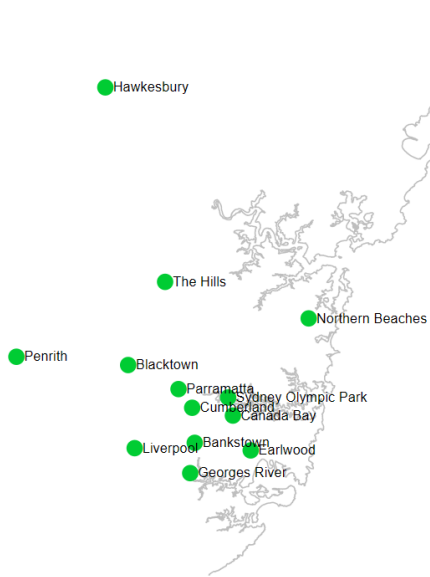 Hawkesbury
The Hills
Northern Beaches
Penrith
Blacktown
Parramatta
Sydney Olympic Park
Cumberland
Canada Bay
Bankstown
Liverpool
Earlwood
Georges River